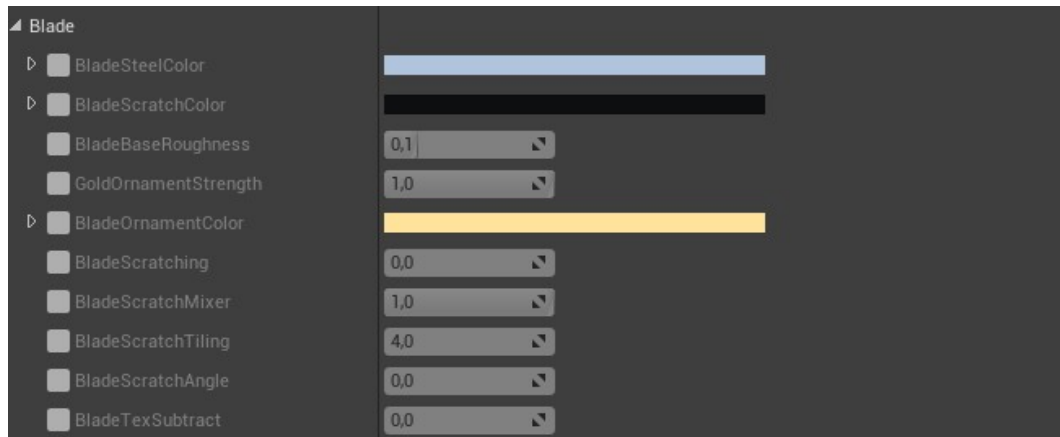 Blade
BladeSteelColor
BladeScratchColor
BladeBaseRoughness 0,1
GoldOrnamentStrength 1,0
BladeOrnamentColor
BladeScratching 0,0
BladeScratchMixer 1,0
BladeScratchTiling 4,0
BladeScratchAngle 0,0
BladeTexSubtract 0,0